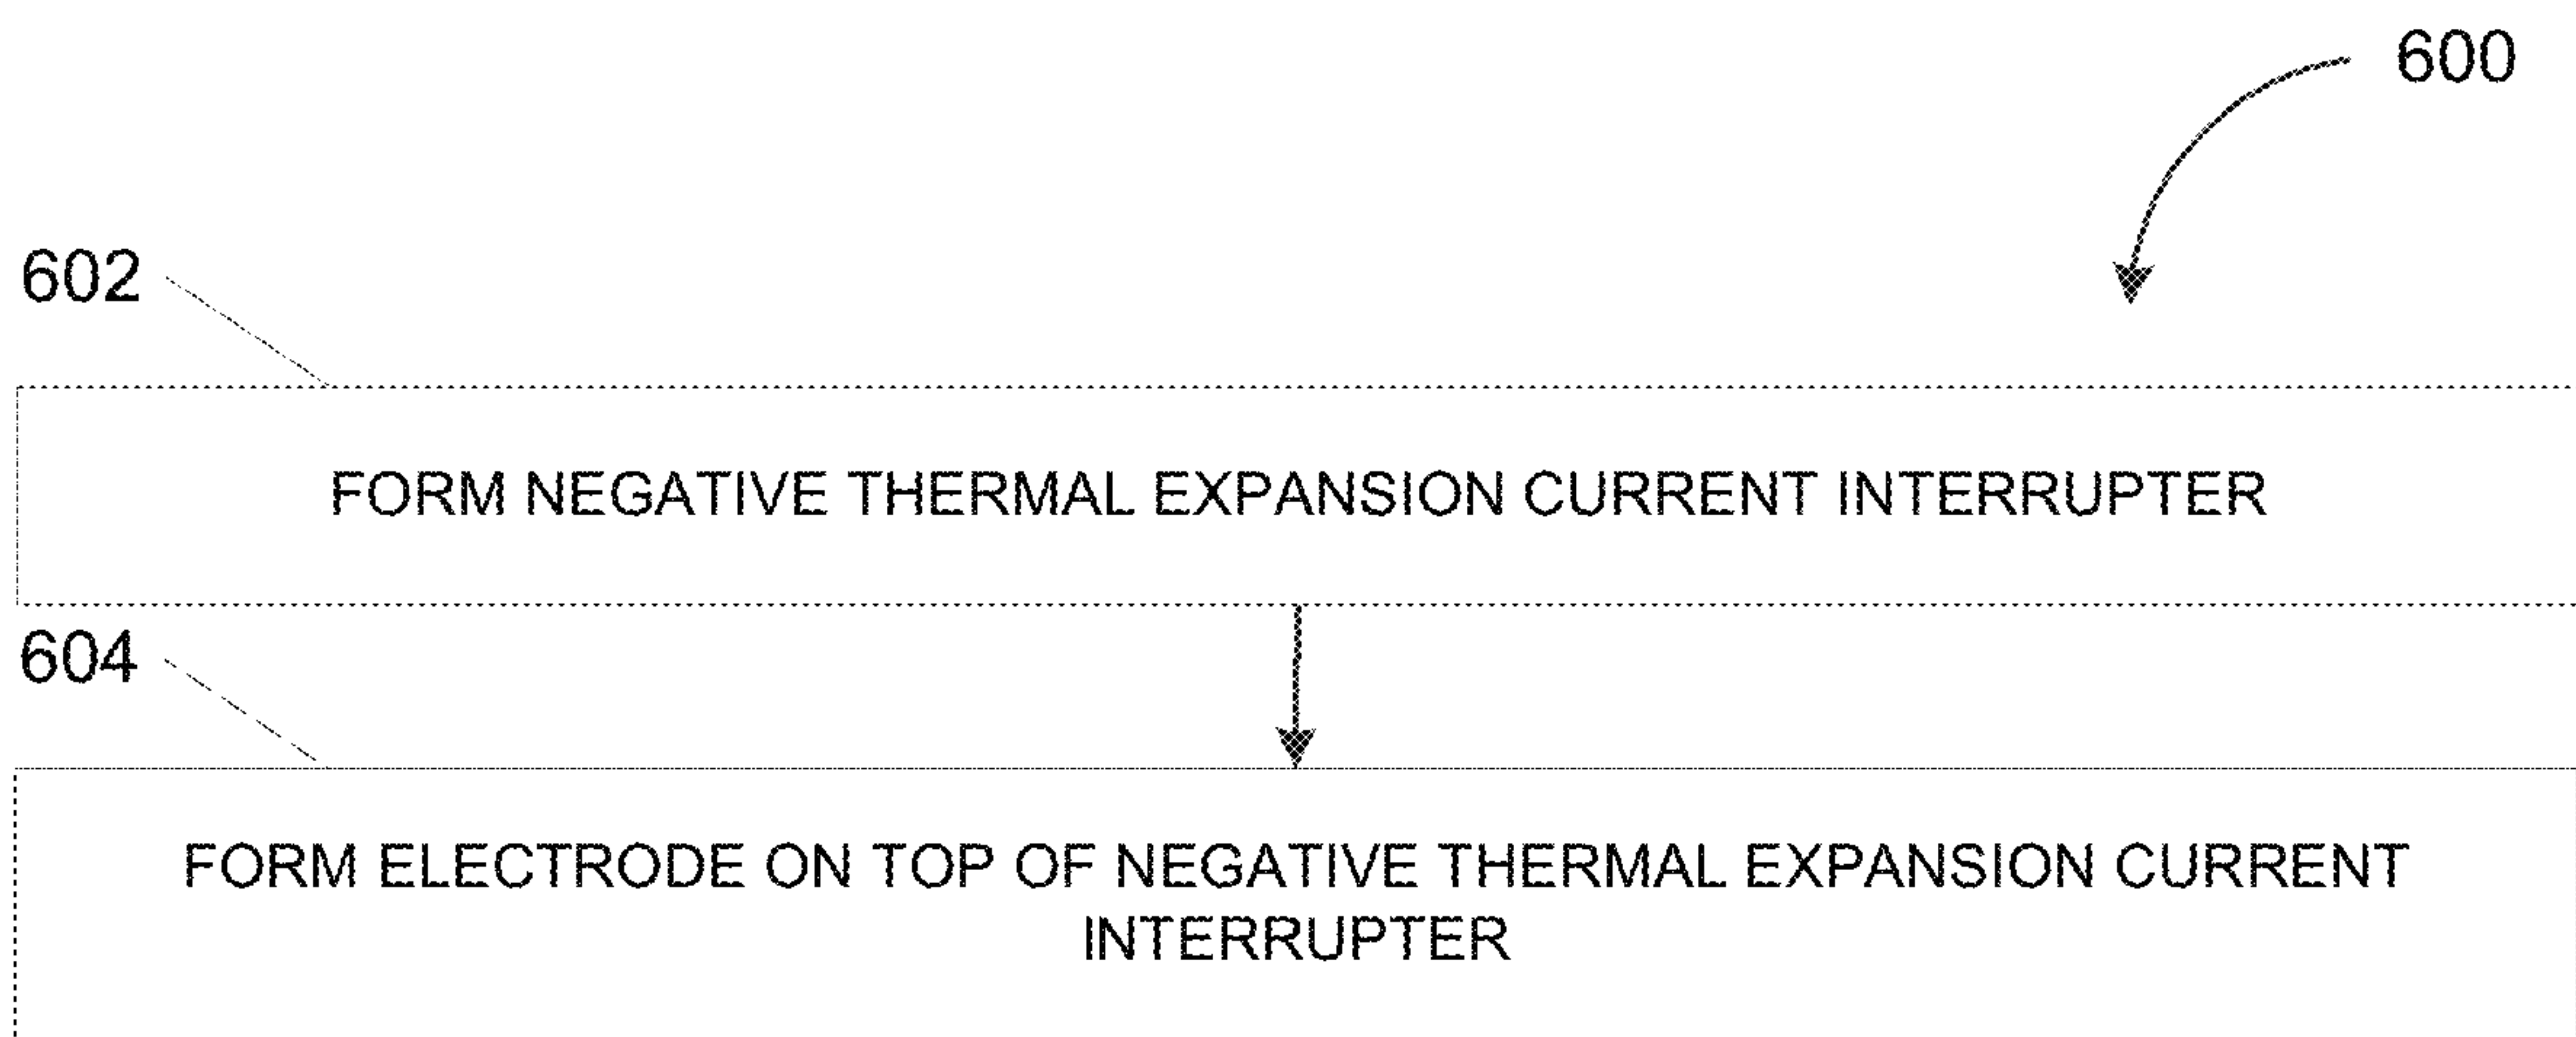 600
602
FORM NEGATIVE THERMAL EXPANSION CURRENT INTERRUPTER
604
FORM ELECTRODE ON TOP OF NEGATIVE THERMAL EXPANSION CURRENT
INTERRUPTER